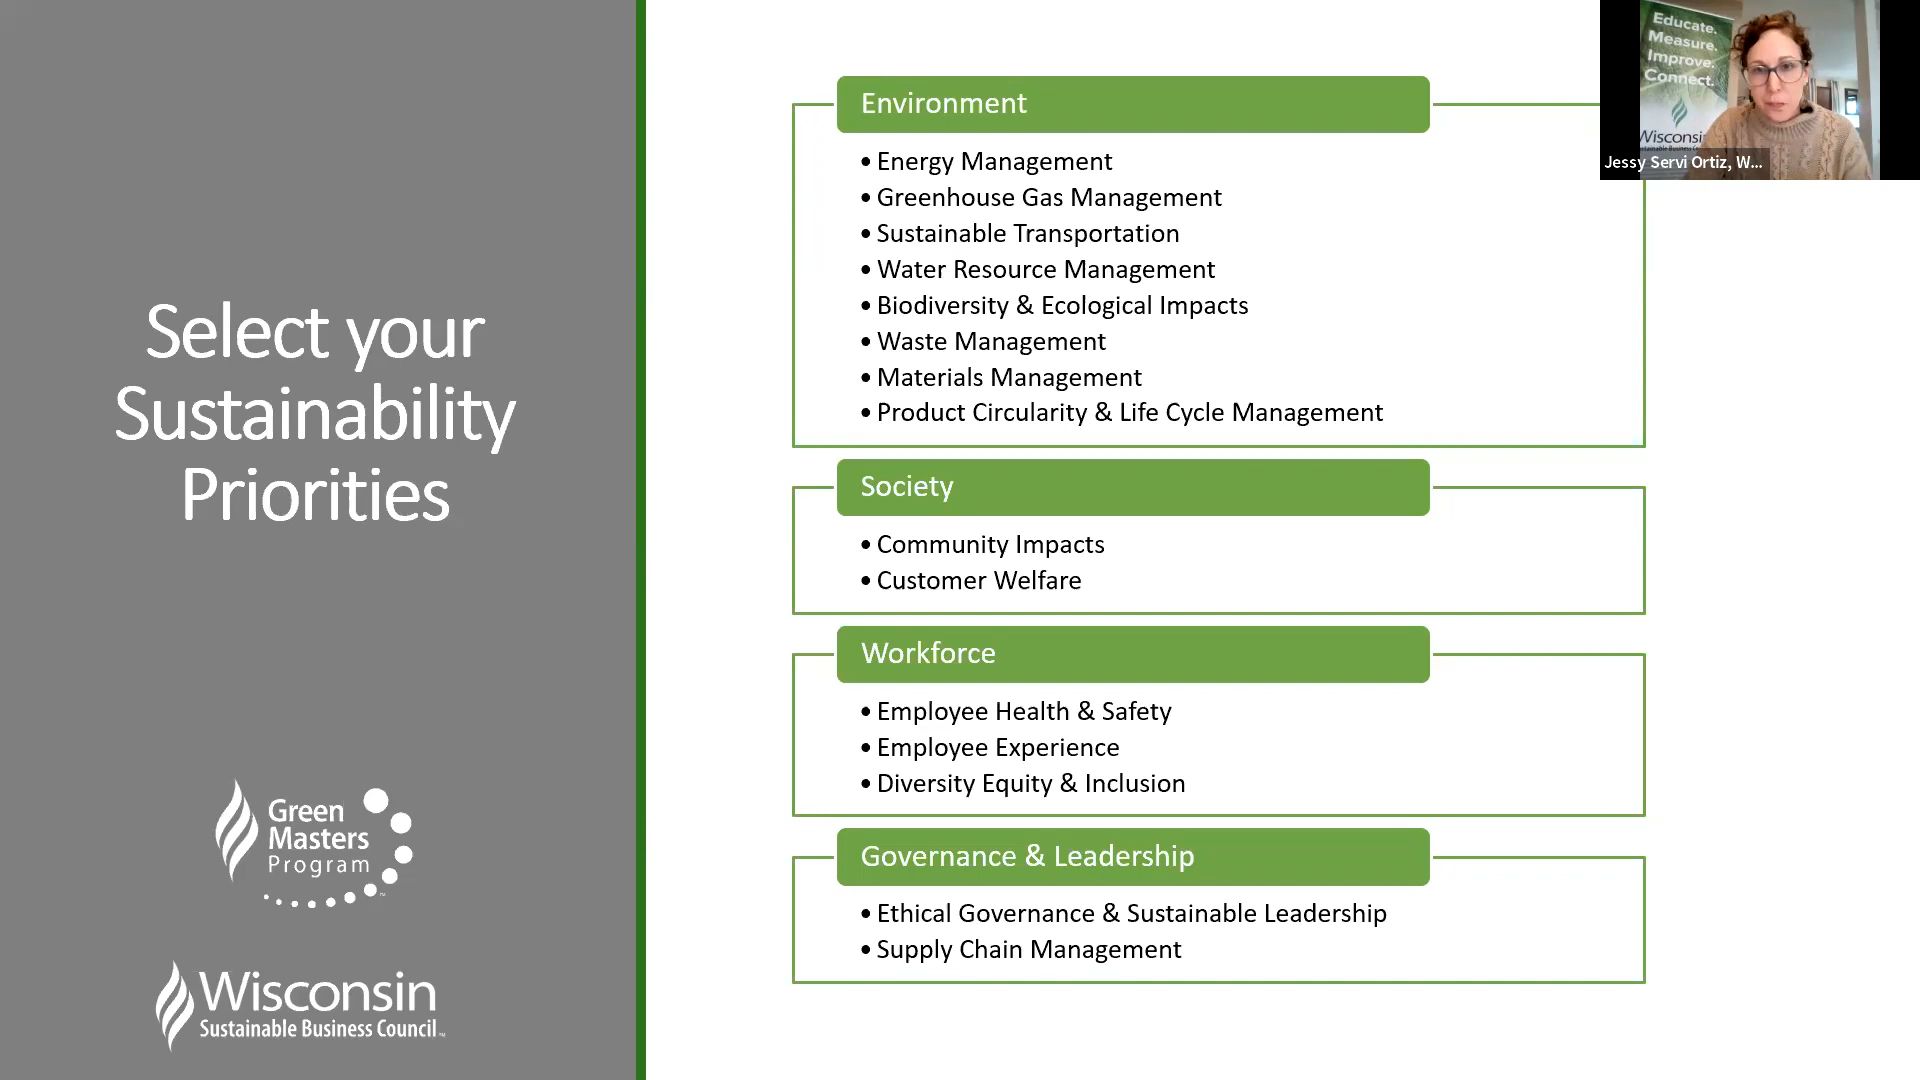 Select your
Sustainability
Priorities
Green
Masters
Program
Wisconsin
Sustainable Business Council
Environment
• Energy Management
• Greenhouse Gas Management
• Sustainable Transportation
• Water Resource Management
• Biodiversity & Ecological Impacts
• Waste Management
• Materials Management
• Product Circularity & Life Cycle Management
Society
• Community Impacts
• Customer Welfare
Workforce
• Employee Health & Safety
• Employee Experience
• Diversity Equity & Inclusion
Governance & Leadership
• Ethical Governance & Sustainable Leadership
• Supply Chain Management
Educate.
Measure.
Improve.
Connect.
Wisconsi
Jessy Servi Ortiz, W...